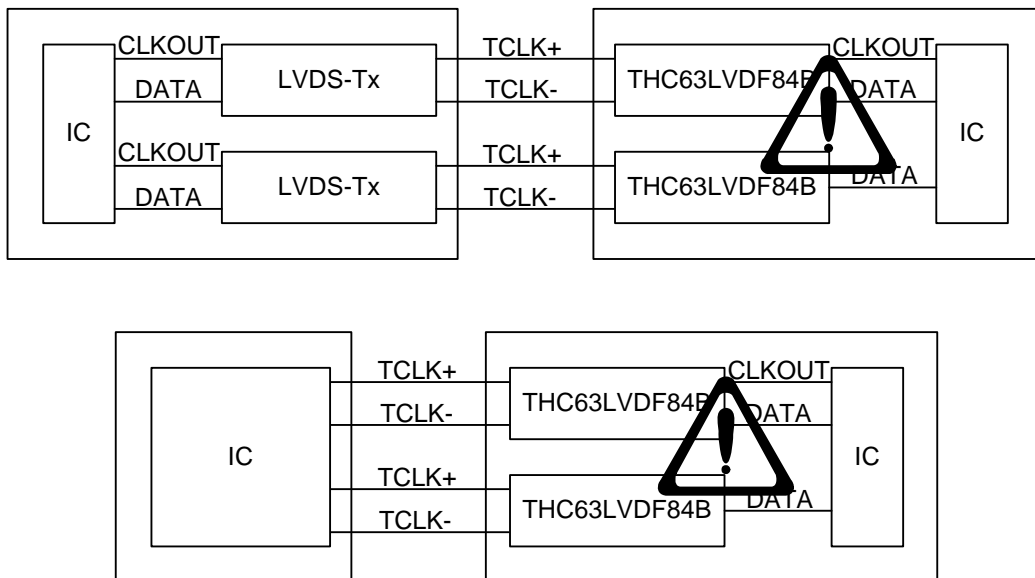 CLKOUT
TCLK+
CLKOUT
LVDS-Tx
THC63LVDF84B
DATA
TCLK-
DATA
IC
IC
CLKOUT
TCLK+
LVDS-Tx
THC63LVDF84B
DATA
DATA
TCLK-
TCLK+
CLKOUT
THC63LVDF84B
TCLK-
DATA
IC
IC
TCLK+
THC63LVDF84B
DATA
TCLK-